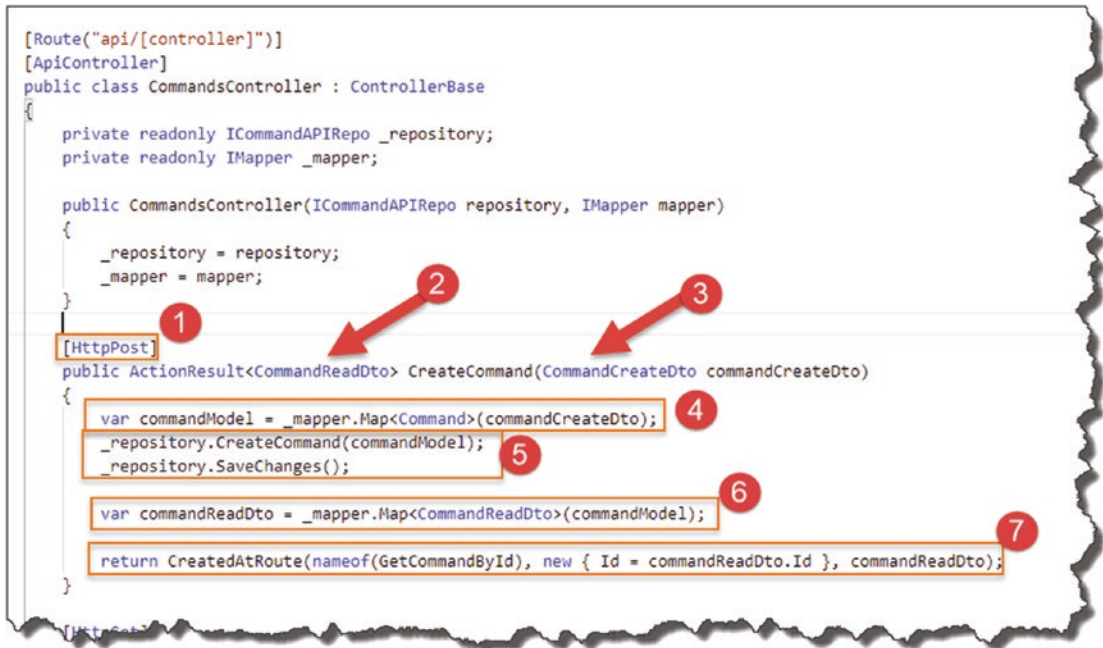 [Route("api/[controller]")]
[ApiController]
public class CommandsController : ControllerBase
{
private readonly ICommandAPIRepo _repository;
private readonly IMapper _mapper;
public CommandsController(ICommandAPIRepo repository, IMapper mapper)
{
_repository = repository;
_mapper = mapper;
}
1
2
3
[HttpPost]
public ActionResult<CommandReadDto> CreateCommand(CommandCreateDto commandCreateDto)
{
var commandModel = _mapper.Map<Command>(commandCreateDto); 4
_repository.CreateCommand(commandModel);
_repository.SaveChanges(); 5
var commandReadDto = _mapper.Map<CommandReadDto>(commandModel); 6
return CreatedAtRoute(nameof(GetCommandById), new { Id = commandReadDto.Id }, commandReadDto); 7
}